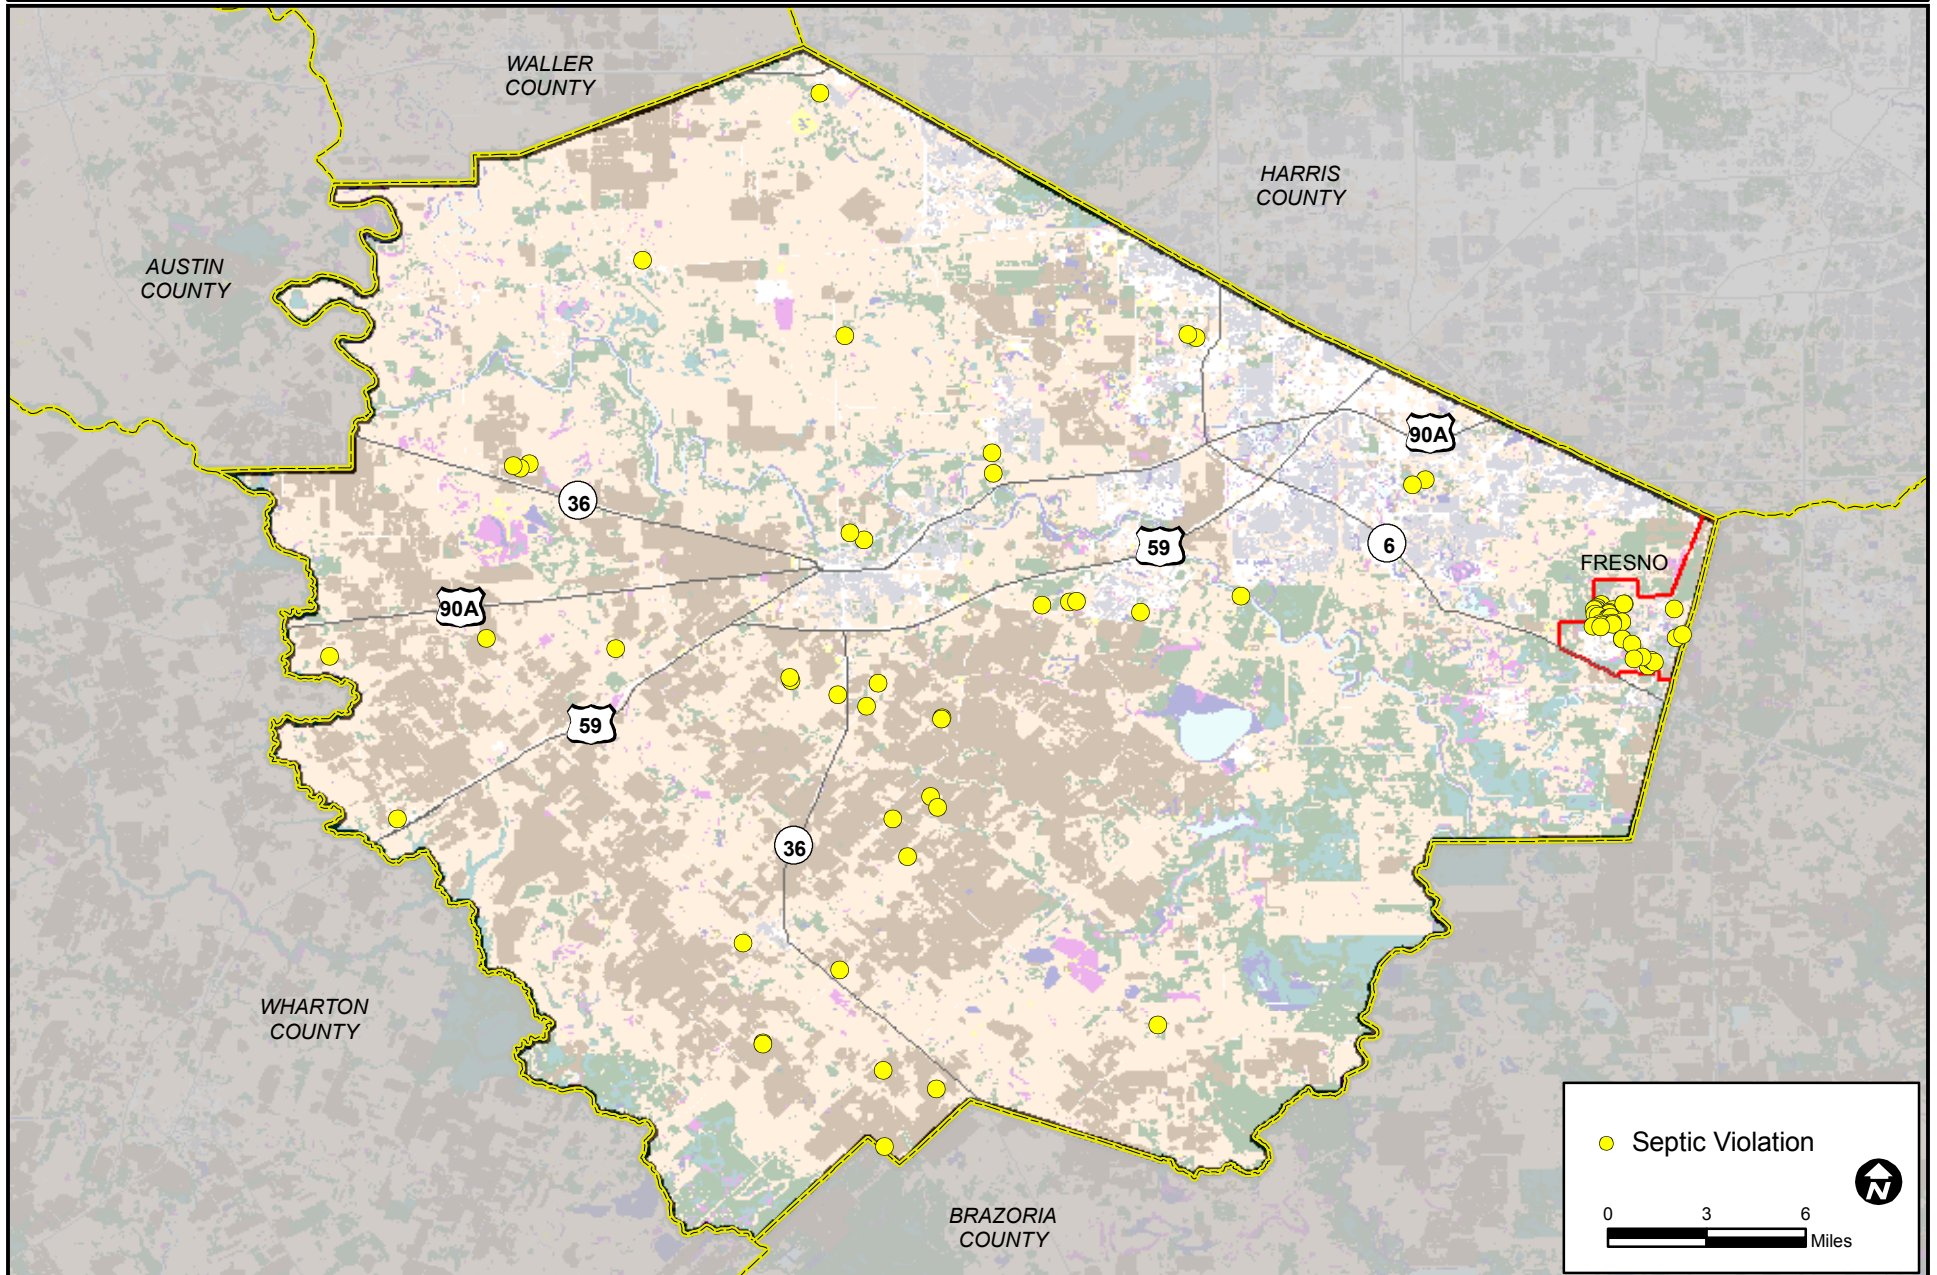 WALLER
COUNTY
HARRIS
COUNTY
AUSTIN
COUNTY
90A
36
59
6
FRESNO
90A
59
36
WHARTON
COUNTY
BRAZORIA
COUNTY
Septic Violation
N
0 3 6
Miles